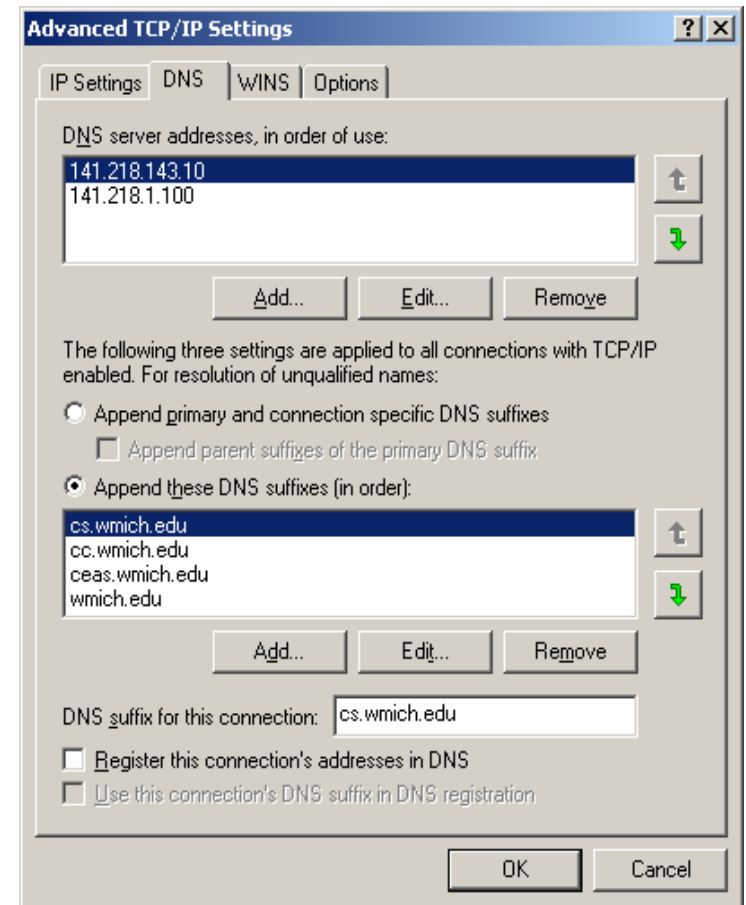 Advanced TCP/IP Settings
IP Settings DNS WINS Options
DNS server addresses, in order of use:
141.218.143.10
141.218.1.100
Add... Edit... Remove
The following three settings are applied to all connections with TCP/IP
enabled. For resolution of unqualified names:
Append primary and connection specific DNS suffixes
Append parent suffixes of the primary DNS suffix
Append these DNS suffixes (in order):
cs.wmich.edu
cc.wmich.edu
ceas.wmich.edu
wmich.edu
Add... Edit... Remove
DNS suffix for this connection: cs.wmich.edu
Register this connection's addresses in DNS
Use this connection's DNS suffix in DNS registration
OK Cancel